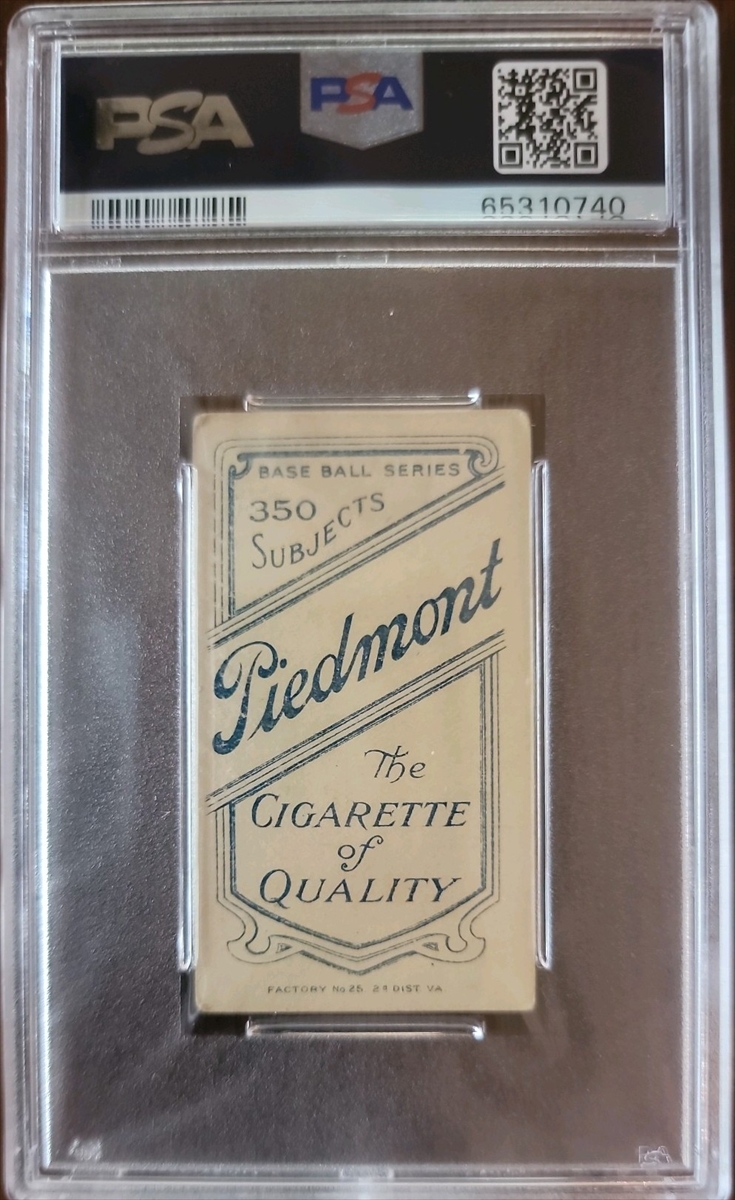 PSA
PSA
65310740
BASE BALL SERIES
350
SUBJECTS
Piedmont
The
CIGARETTE
of
QUALITY
FACTORY No 25. 2d DIST. VA.